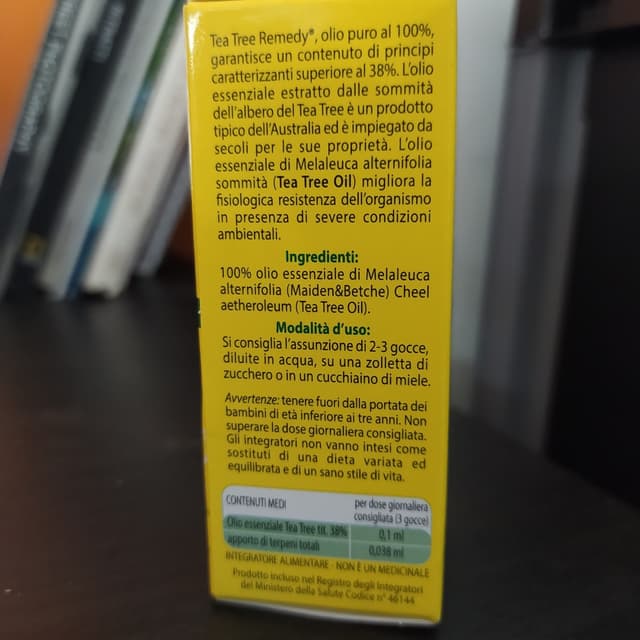 Tea Tree Remedy®, olio puro al 100%,
garantisce un contenuto di principi
caratterizzanti superiore al 38%. L'olio
essenziale estratto dalle sommità
dell'albero del Tea Tree è un prodotto
tipico dell'Australia ed è impiegato da
secoli per le sue proprietà. L'olio
essenziale di Melaleuca alternifolia
sommità (Tea Tree Oil) migliora la
fisiologica resistenza dell'organismo
in presenza di severe condizioni
ambientali.
Ingredienti:
100% olio essenziale di Melaleuca
alternifolia (Maiden&Betche) Cheel
aetheroleum (Tea Tree Oil).
Modalità d'uso:
Si consiglia l'assunzione di 2-3 gocce,
diluite in acqua, su una zolletta di
zucchero o in un cucchiaino di miele.
Avvertenze: tenere fuori dalla portata dei
bambini di età inferiore ai tre anni. Non
superare la dose giornaliera consigliata.
Gli integratori non vanno intesi come
sostituti di una dieta variata ed
equilibrata e di un sano stile di vita.
CONTENUTI MEDI per dose giornaliera
consigliata (3 gocce)
Olio essenziale Tea Tree tit. 38% 0,1 ml
apporto di terpeni totali 0,038 ml
INTEGRATORE ALIMENTARE - NON È UN MEDICINALE
Prodotto incluso nel Registro degli Integratori
del Ministero della Salute Codice n° 46144